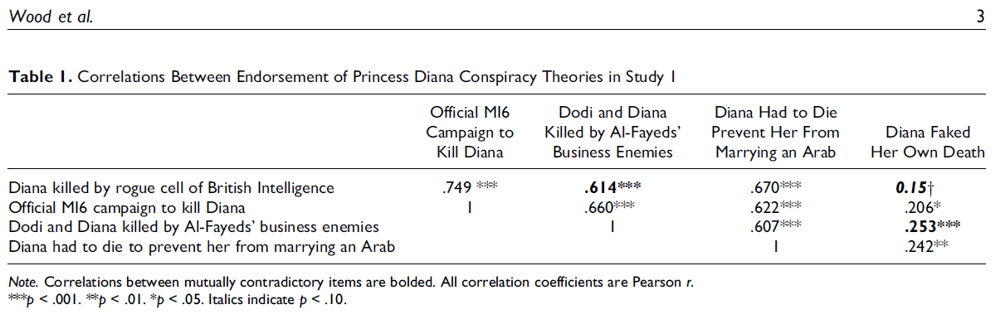 Wood et al. 3
Table 1. Correlations Between Endorsement of Princess Diana Conspiracy Theories in Study 1
Official MI6 Campaign to Kill Diana Dodi and Diana Killed by Al-Fayeds' Business Enemies Diana Had to Die Prevent Her From Marrying an Arab Diana Faked Her Own Death
Diana killed by rogue cell of British Intelligence .749 *** .614*** .670*** 0.15†
Official MI6 campaign to kill Diana 1 .660*** .622*** .206*
Dodi and Diana killed by Al-Fayeds' business enemies 1 .607*** .253***
Diana had to die to prevent her from marrying an Arab 1 .242**
Note. Correlations between mutually contradictory items are bolded. All correlation coefficients are Pearson r.
***p < .001. **p < .01. *p < .05. Italics indicate p < .10.